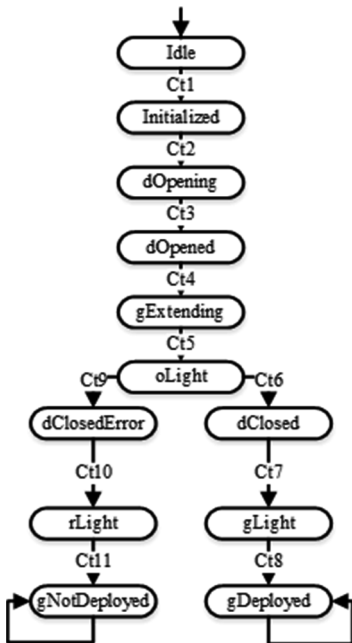 Idle
Ct1
Initialized
Ct2
dOpening
Ct3
dOpened
Ct4
gExtending
Ct5
oLight
Ct9 Ct6
dClosedError dClosed
Ct10 Ct7
rLight gLight
Ct11 Ct8
gNotDeployed gDeployed